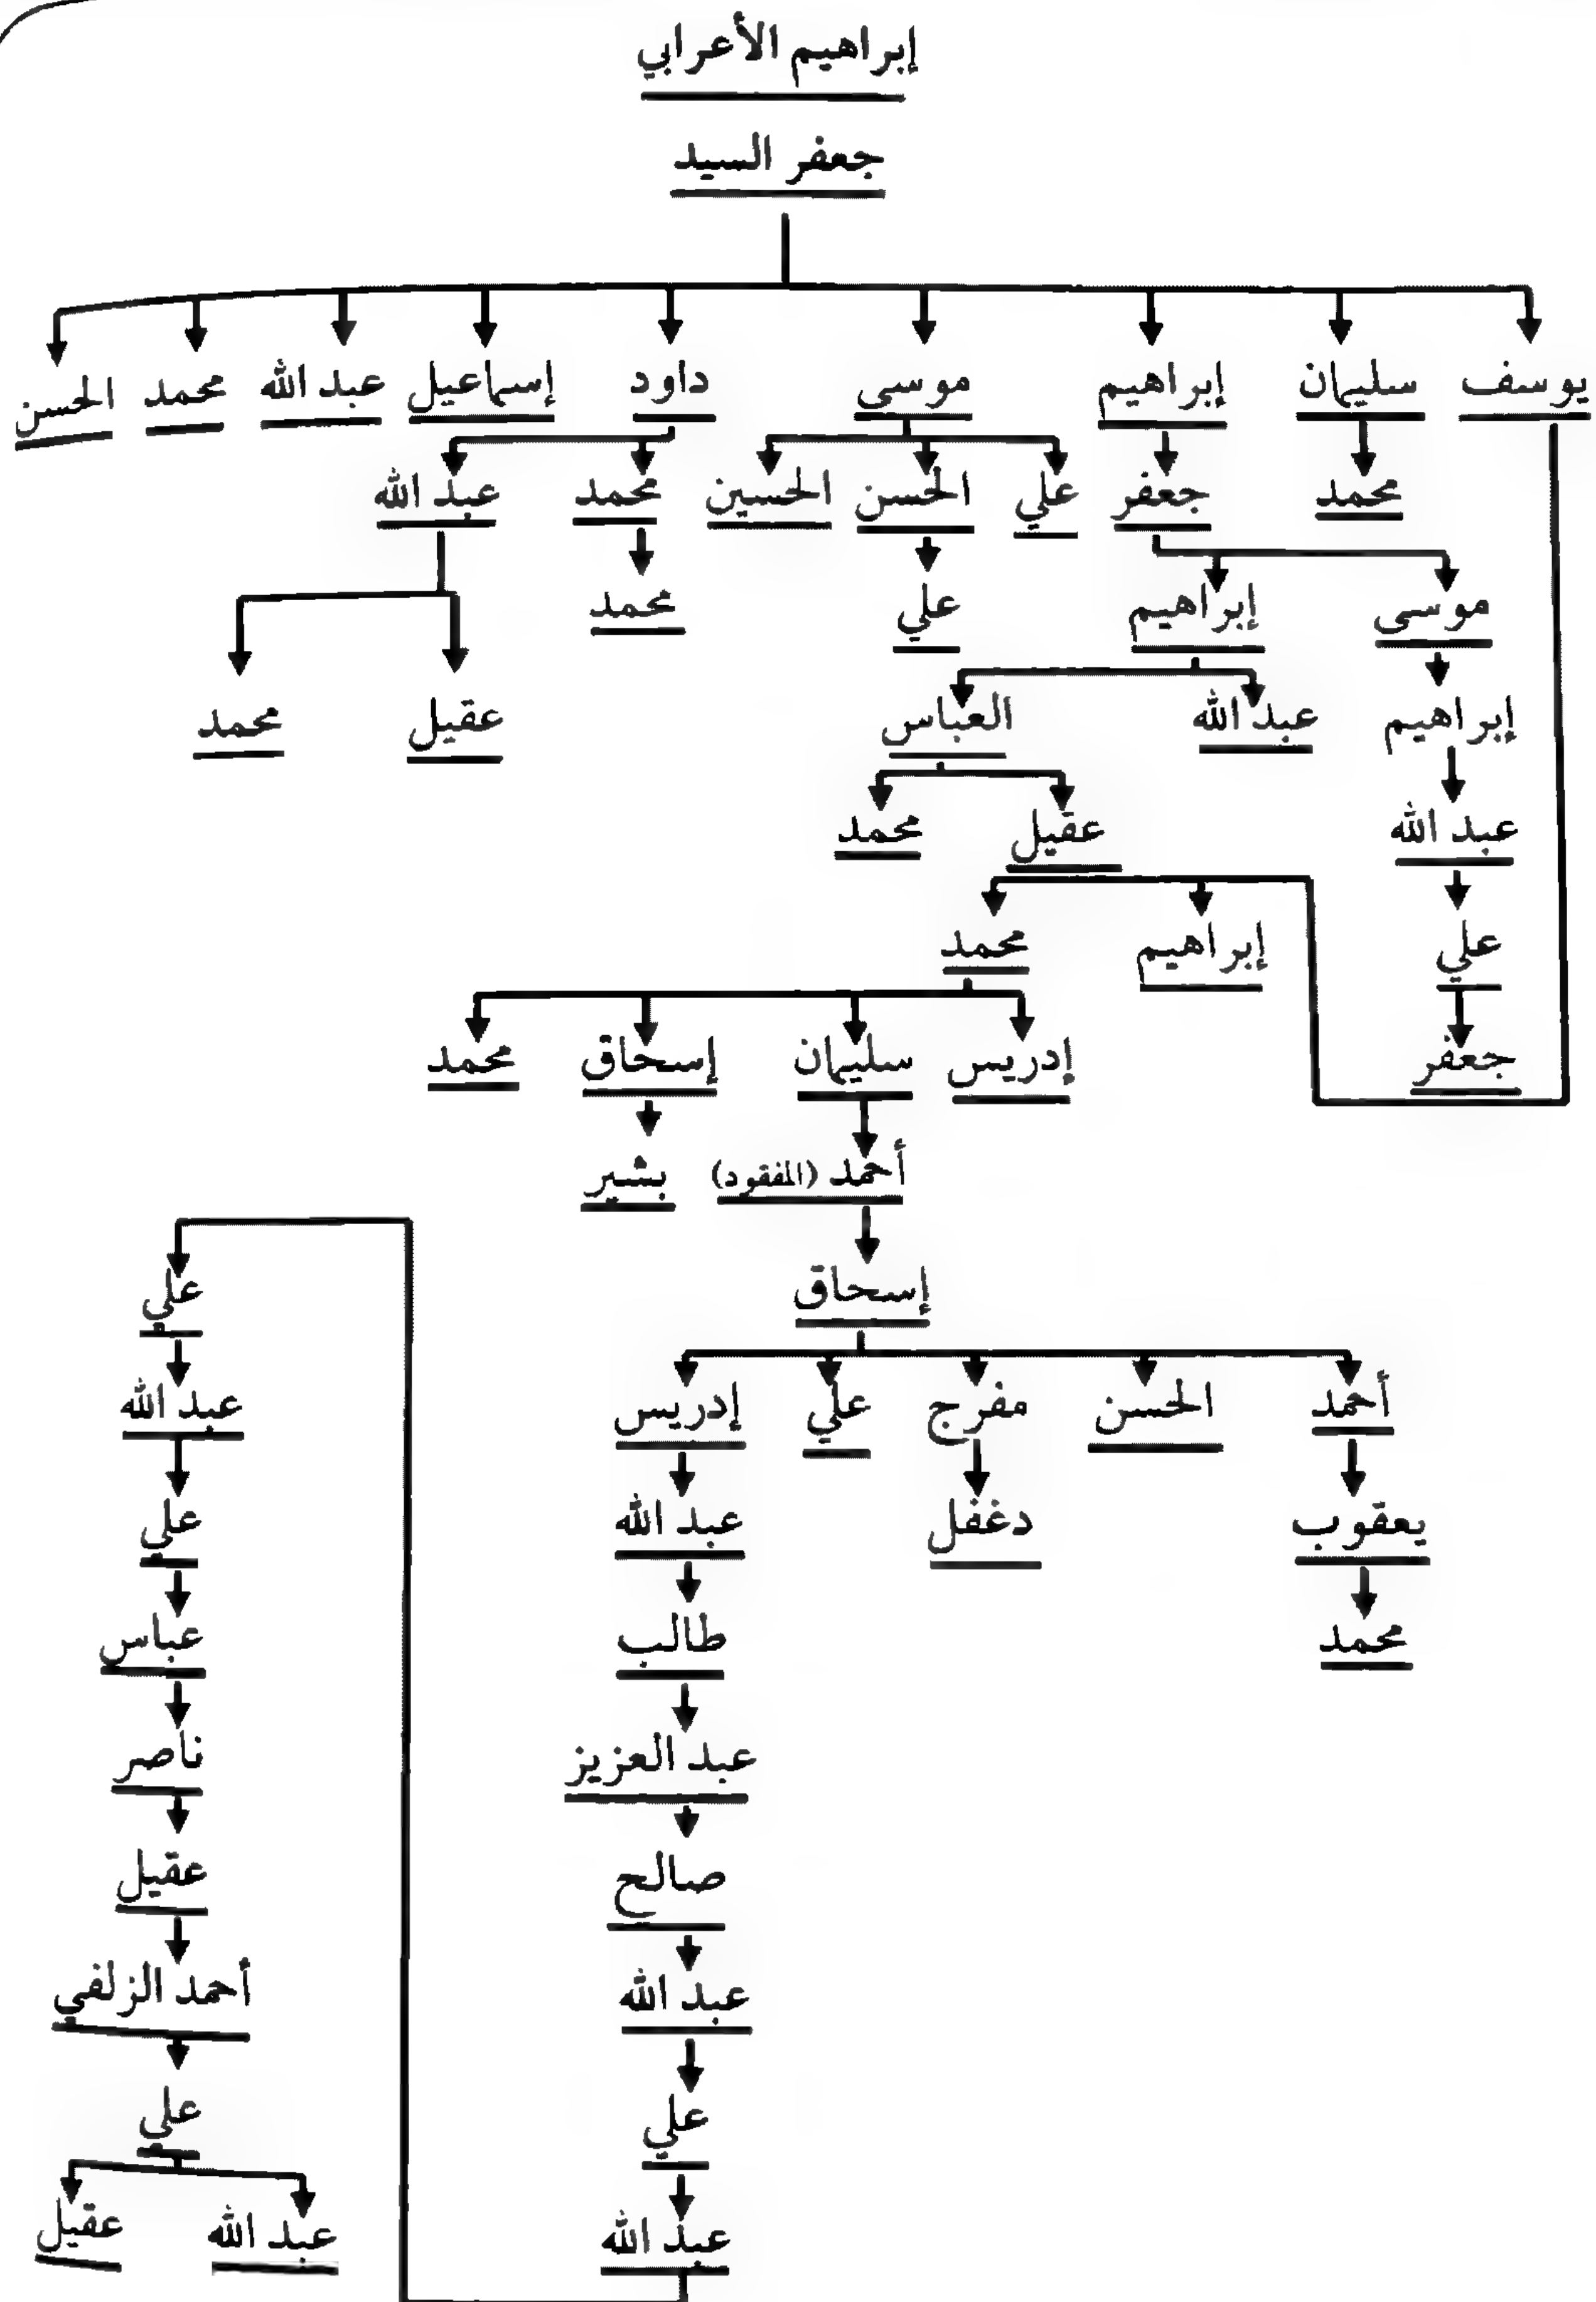 إبراهيم الأعرابي
جعفر السيد
يوسف سليمان إبراهيم موسى داود إسماعيل عبد الله محمد الحسن
محمد جعفر علي الحسن الحسين محمد عبد الله
موسى إبراهيم علي محمد
إبراهيم عبد الله العباس عقيل محمد
عبد الله عقيل محمد
علي إبراهيم محمد
جعفر إدريس سليمان إسحاق محمد
أحمد (المفقود) بشير
إسحاق علي
أحمد الحسن مفرج علي إدريس عبد الله
يعقوب دغفل عبد الله علي
محمد طالب عباس
عبد العزيز ناصر
صالح عقيل
عبد الله أحمد الزلفي
علي علي
عبد الله عبد الله عقيل